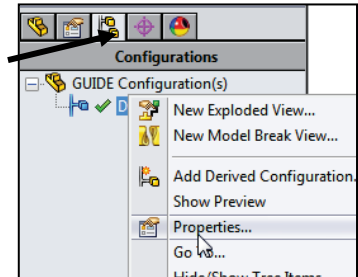 Configurations
GUIDE Configuration(s)
D
New Exploded View...
New Model Break View...
Add Derived Configuration.
Show Preview
Properties...
Go To...
Hide/Show Tree Items